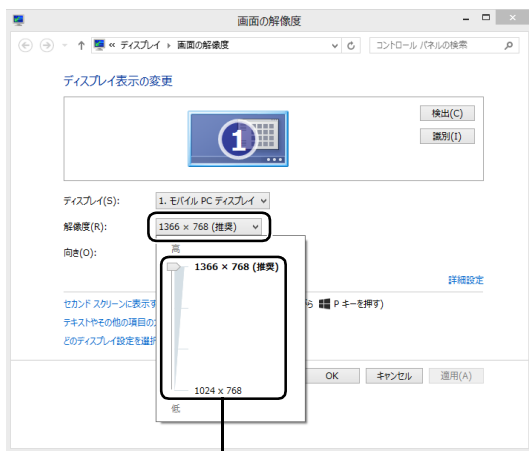 画面の解像度
« ディスプレイ ▸ 画面の解像度
コントロール パネルの検索
ディスプレイ表示の変更
検出(C)
識別(I)
1
ディスプレイ(S):
1. モバイル PC ディスプレイ
解像度(R):
1366 × 768 (推奨)
向き(O):
高
1366 × 768 (推奨)
詳細設定
セカンド スクリーンに表示す
P キーを押す)
テキストやその他の項目の
どのディスプレイ設定を選択
1024 x 768
低
OK
キャンセル
適用(A)